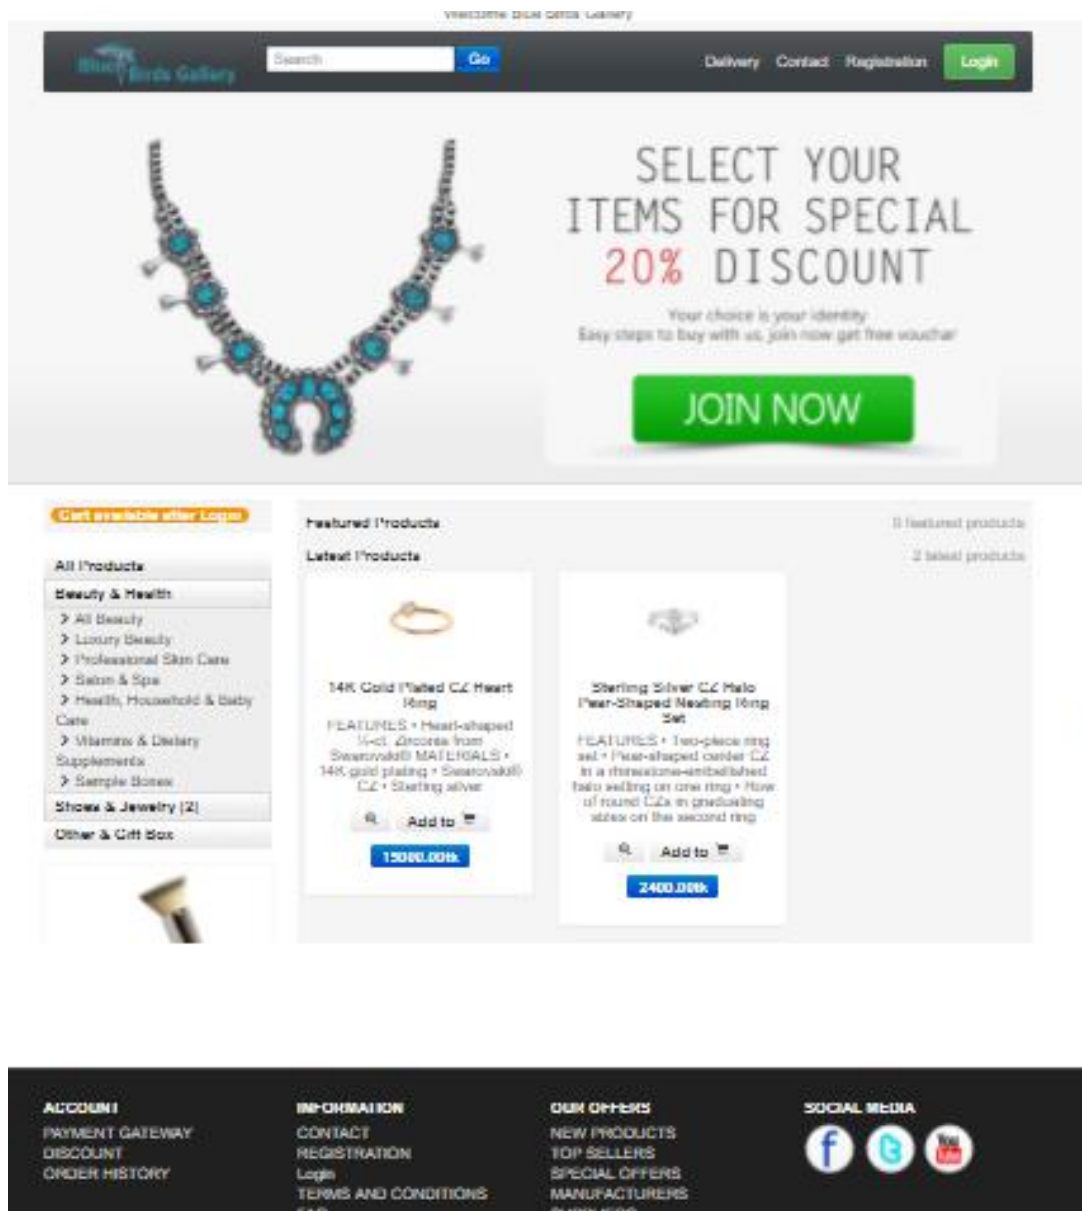 Welcome Blue Birds Gallery
Blue Birds Gallery
Search
Go
Delivery
Contact
Registration
Login
SELECT YOUR
ITEMS FOR SPECIAL
20% DISCOUNT
Your choice is your identity
Easy steps to buy with us, join now get free vouchar
JOIN NOW
Cart available after Login
All Products
Beauty & Health
All Beauty
Luxury Beauty
Professional Skin Care
Salon & Spa
Health, Household & Baby
Care
Vitamins & Dietary
Supplements
Sample Boxes
Shoes & Jewelry (2)
Other & Gift Box
Featured Products
featured products
Latest Products
2 latest products
14K Gold Plated CZ Heart
Ring
FEATURES • Heart-shaped
Zirconia from
Swarovski® MATERIALS •
14K gold plating • Swarovski®
CZ • Sterling silver
Add to
15000.00tk
Sterling Silver CZ Halo
Pear-Shaped Nesting Ring
Set
FEATURES • Two-piece ring
set • Pear-shaped center CZ
in a rhinestone-embellished
halo setting on one ring • Row
of round CZs in graduating
sizes on the second ring
Add to
2400.00tk
ACCOUNT
PAYMENT GATEWAY
DISCOUNT
ORDER HISTORY
INFORMATION
CONTACT
REGISTRATION
Login
TERMS AND CONDITIONS
FAQ
OUR OFFERS
NEW PRODUCTS
TOP SELLERS
SPECIAL OFFERS
MANUFACTURERS
SUPPLIERS
SOCIAL MEDIA
f
You
Tube